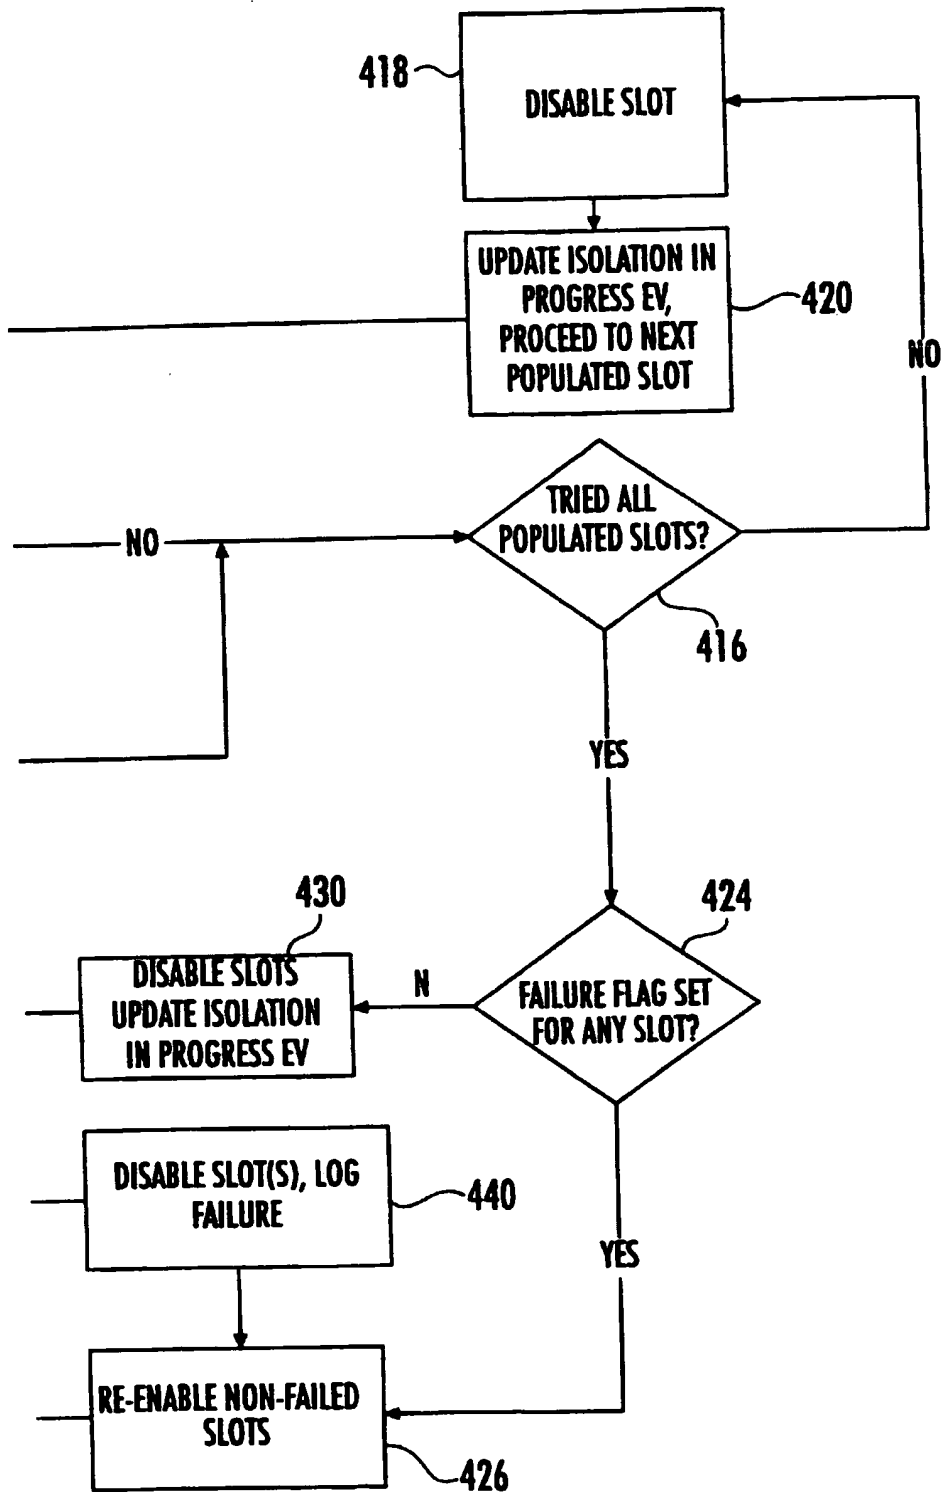 418
DISABLE SLOT
UPDATE ISOLATION IN
PROGRESS EV,
PROCEED TO NEXT
POPULATED SLOT
420
NO
TRIED ALL
POPULATED SLOTS?
NO
416
YES
430
424
DISABLE SLOTS
UPDATE ISOLATION
IN PROGRESS EV
N
FAILURE FLAG SET
FOR ANY SLOT?
DISABLE SLOT(S), LOG
FAILURE
440
YES
RE-ENABLE NON-FAILED
SLOTS
426